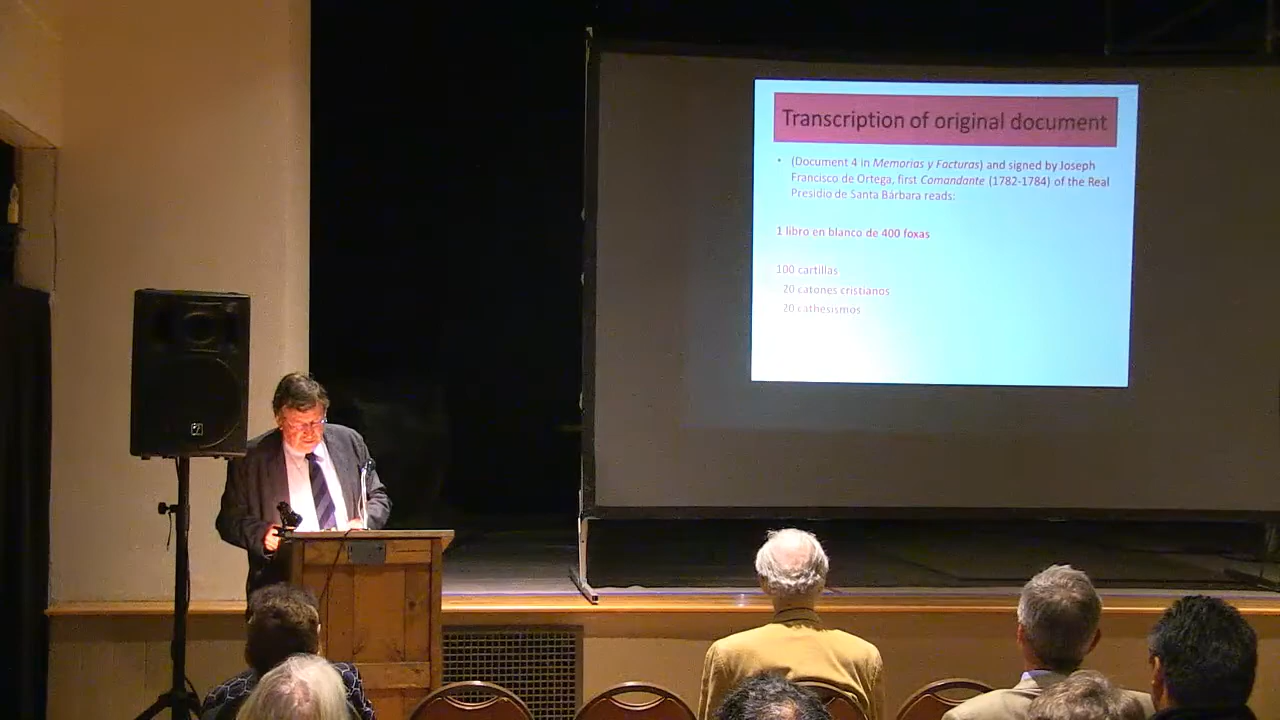 Transcription of original document
• (Document 4 in Memorias y Facturas) and signed by Joseph
Francisco de Ortega, first Comandante (1782-1784) of the Real
Presidio de Santa Bárbara reads:
1 libro en blanco de 400 foxas
100 cartillas
20 catones cristianos
20 cathesismos